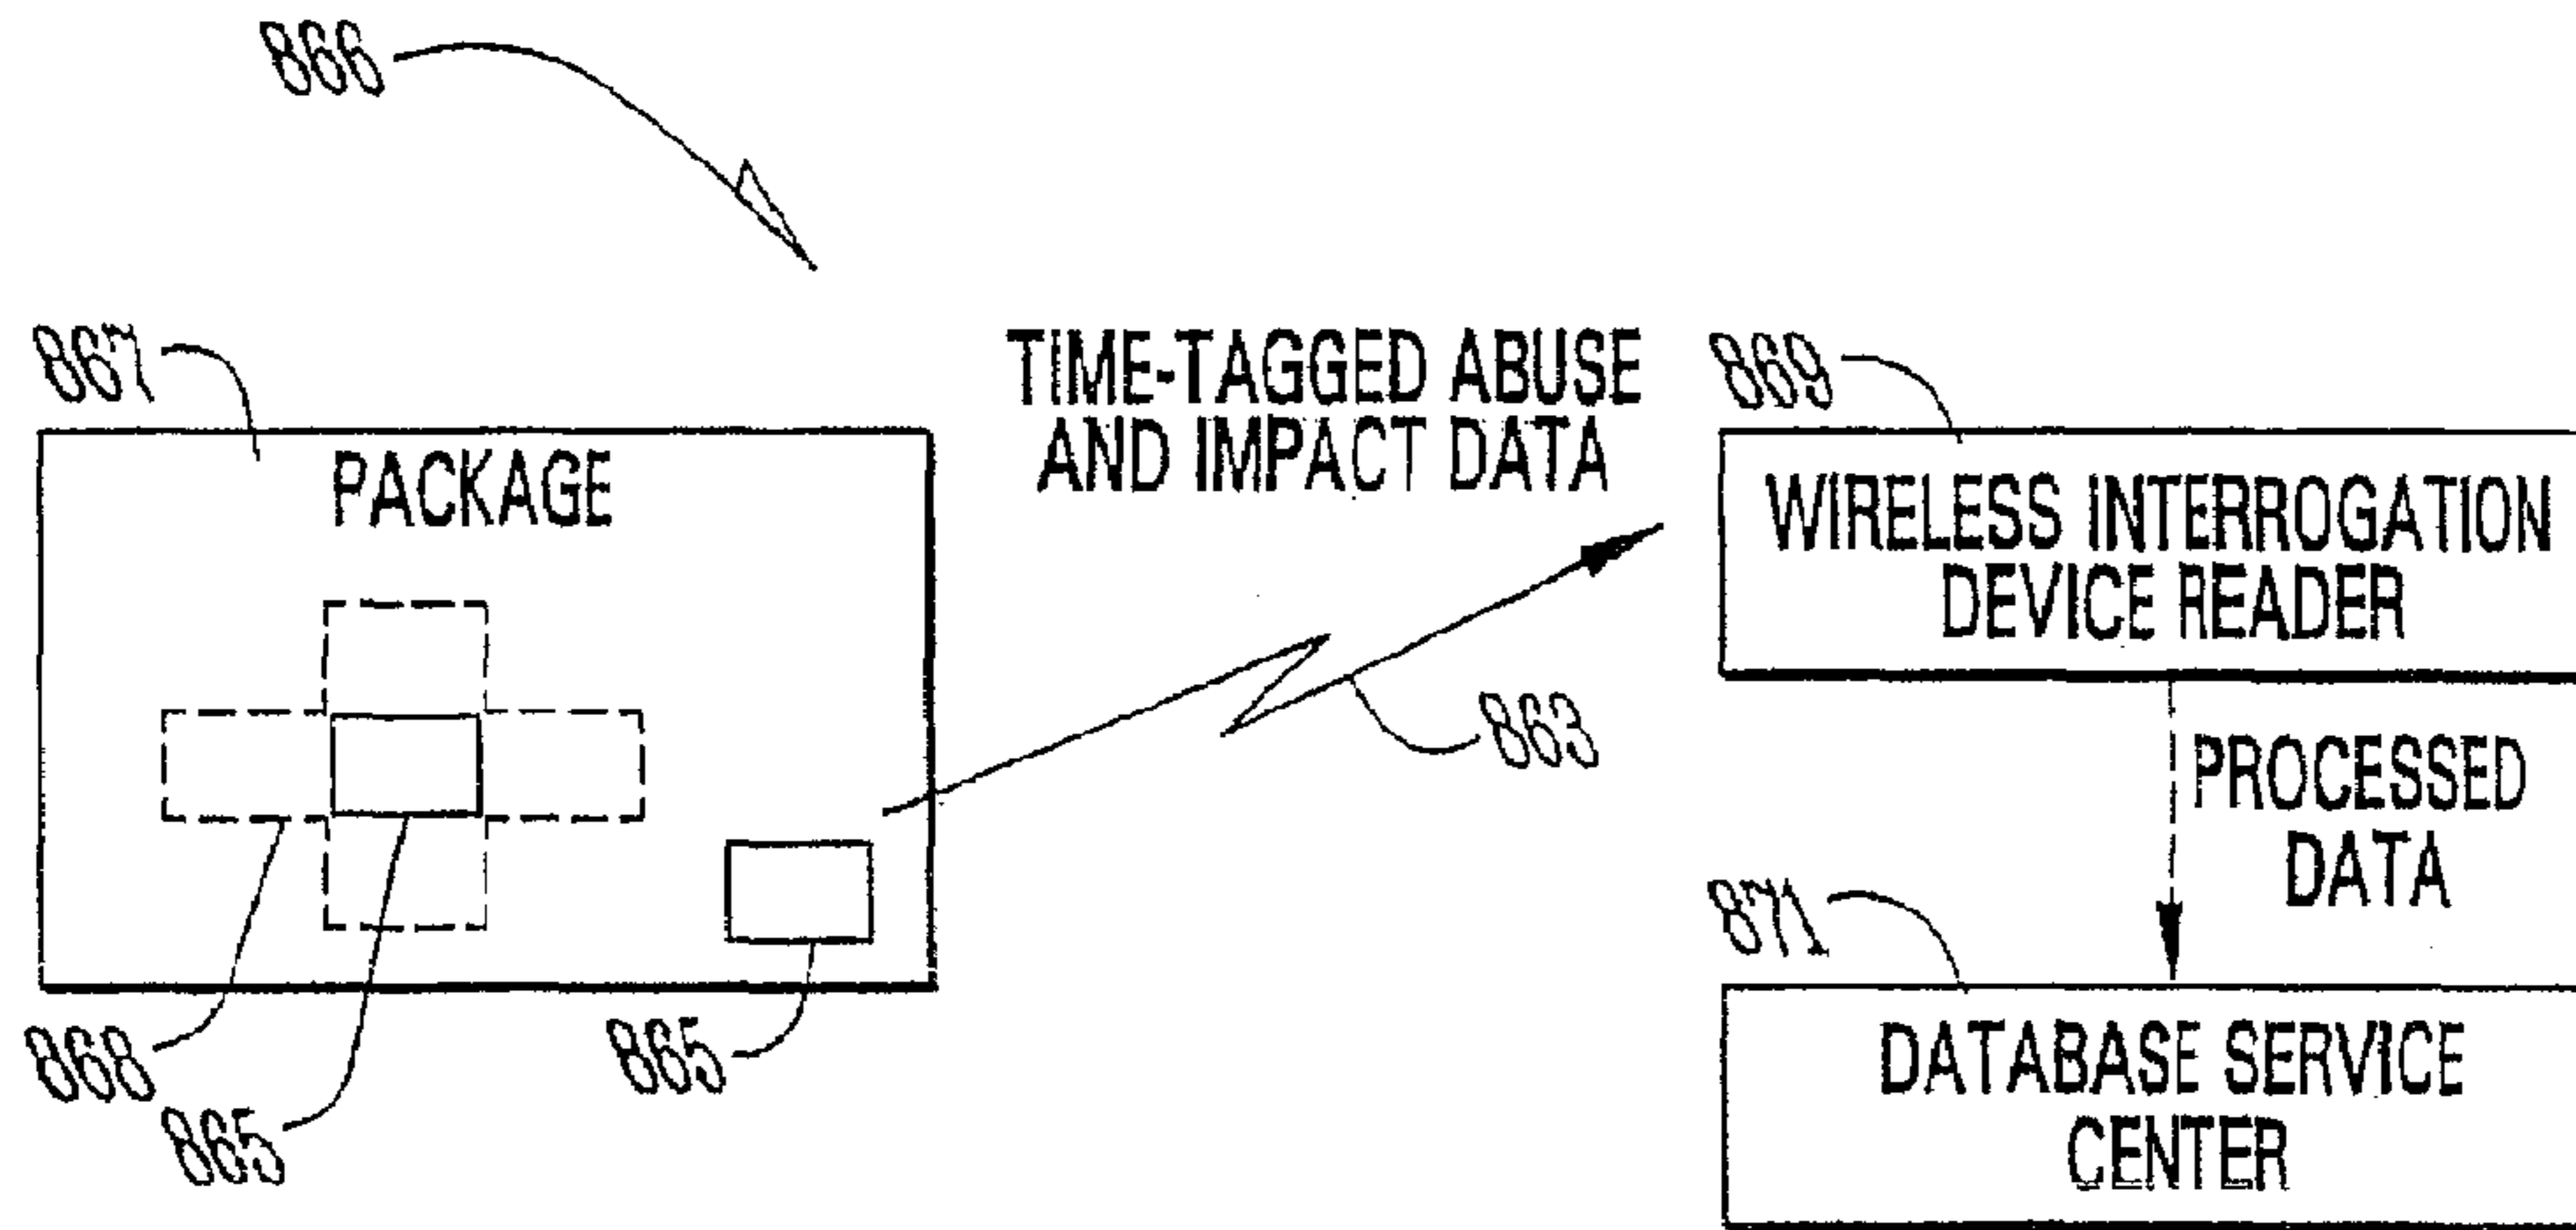 866
867
PACKAGE
TIME-TAGGED ABUSE
AND IMPACT DATA
869
WIRELESS INTERROGATION
DEVICE READER
863
PROCESSED
DATA
868
865
865
871
DATABASE SERVICE
CENTER